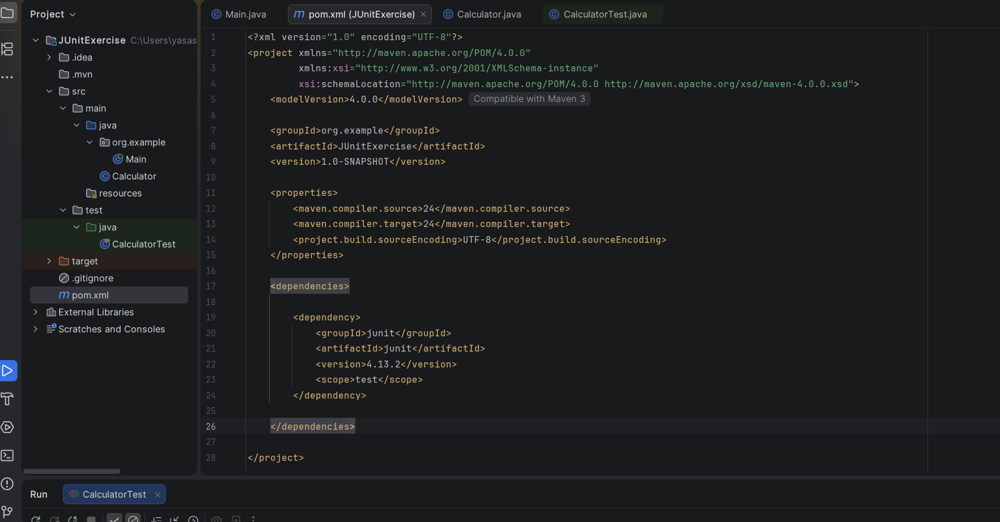 Project
Main.java
pom.xml (JUnitExercise)
Calculator.java
CalculatorTest.java
JUnitExercise C:\Users\yasas
.idea
.mvn
src
main
java
org.example
Main
Calculator
resources
test
java
CalculatorTest
target
.gitignore
pom.xml
External Libraries
Scratches and Consoles
1 <?xml version="1.0" encoding="UTF-8"?>
2 <project xmlns="http://maven.apache.org/POM/4.0.0"
3 xmlns:xsi="http://www.w3.org/2001/XMLSchema-instance"
4 xsi:schemaLocation="http://maven.apache.org/POM/4.0.0 http://maven.apache.org/xsd/maven-4.0.0.xsd">
5 <modelVersion>4.0.0</modelVersion> Compatible with Maven 3
6
7 <groupId>org.example</groupId>
8 <artifactId>JUnitExercise</artifactId>
9 <version>1.0-SNAPSHOT</version>
10
11 <properties>
12 <maven.compiler.source>24</maven.compiler.source>
13 <maven.compiler.target>24</maven.compiler.target>
14 <project.build.sourceEncoding>UTF-8</project.build.sourceEncoding>
15 </properties>
16
17 <dependencies>
18
19 <dependency>
20 <groupId>junit</groupId>
21 <artifactId>junit</artifactId>
22 <version>4.13.2</version>
23 <scope>test</scope>
24 </dependency>
25
26 </dependencies>
27
28 </project>
Run
CalculatorTest